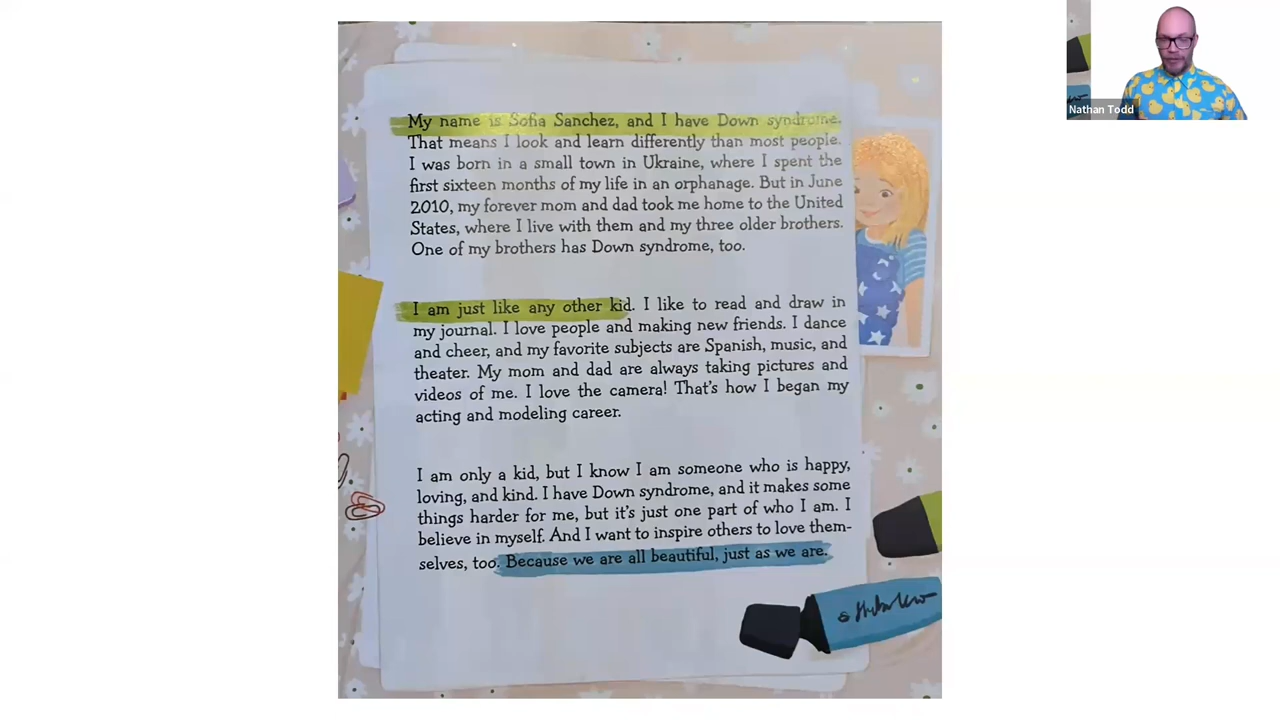 My name is Sofia Sanchez, and I have Down syndrome.
That means I look and learn differently than most people.
I was born in a small town in Ukraine, where I spent the
first sixteen months of my life in an orphanage. But in June
2010, my forever mom and dad took me home to the United
States, where I live with them and my three older brothers.
One of my brothers has Down syndrome, too.
I am just like any other kid. I like to read and draw in
my journal. I love people and making new friends. I dance
and cheer, and my favorite subjects are Spanish, music, and
theater. My mom and dad are always taking pictures and
videos of me. I love the camera! That's how I began my
acting and modeling career.
I am only a kid, but I know I am someone who is happy,
loving, and kind. I have Down syndrome, and it makes some
things harder for me, but it's just one part of who I am. I
believe in myself. And I want to inspire others to love them-
selves, too. Because we are all beautiful, just as we are.
Nathan Todd